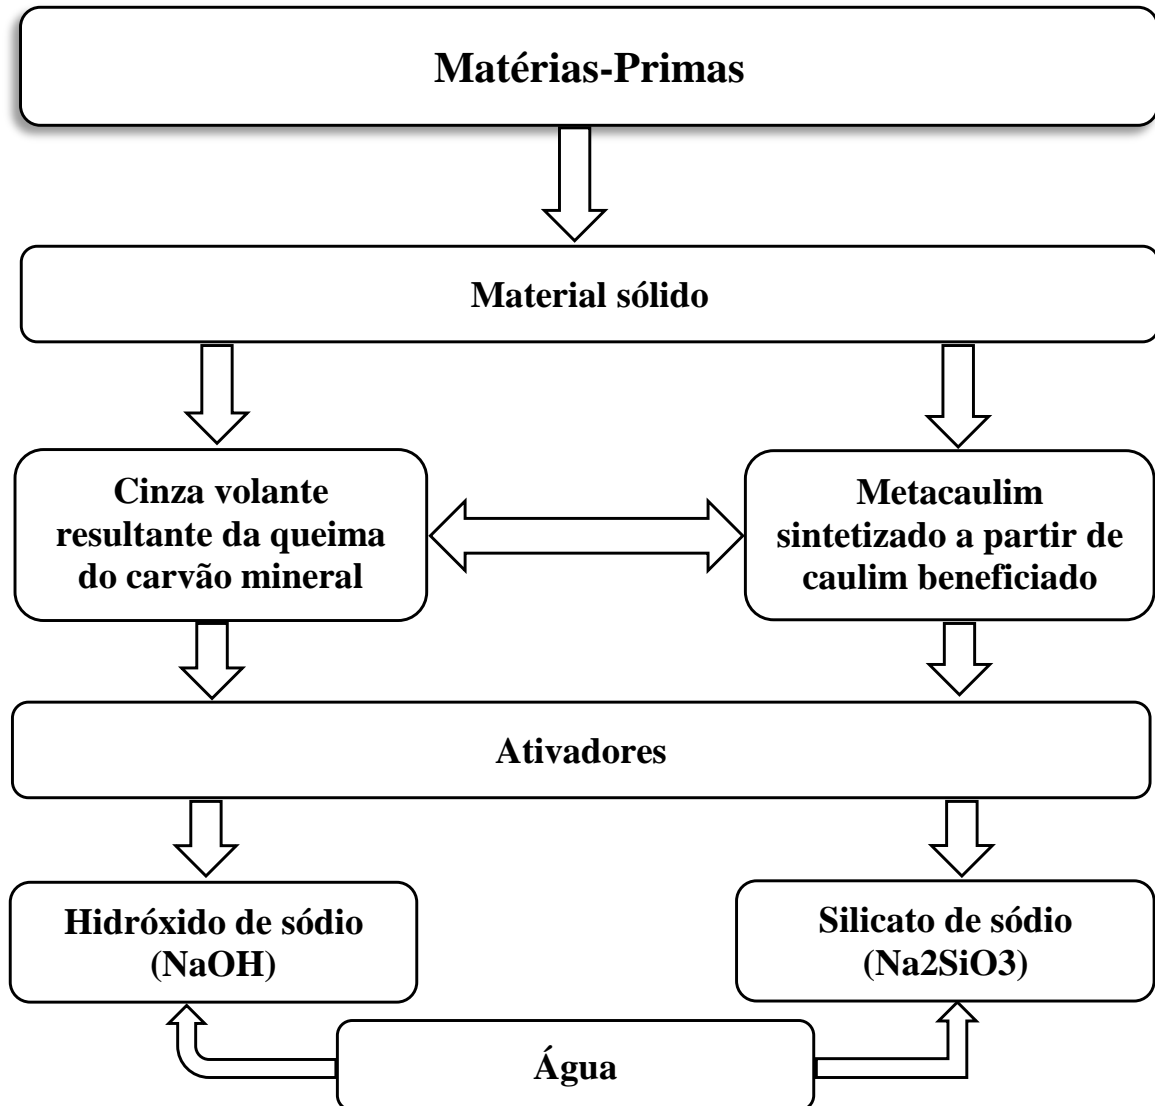 Matérias-Primas
Material sólido
Cinza volante
resultante da queima
do carvão mineral
Metacaulim
sintetizado a partir de
caulim beneficiado
Ativadores
Hidróxido de sódio
(NaOH)
Silicato de sódio
(Na2SiO3)
Água